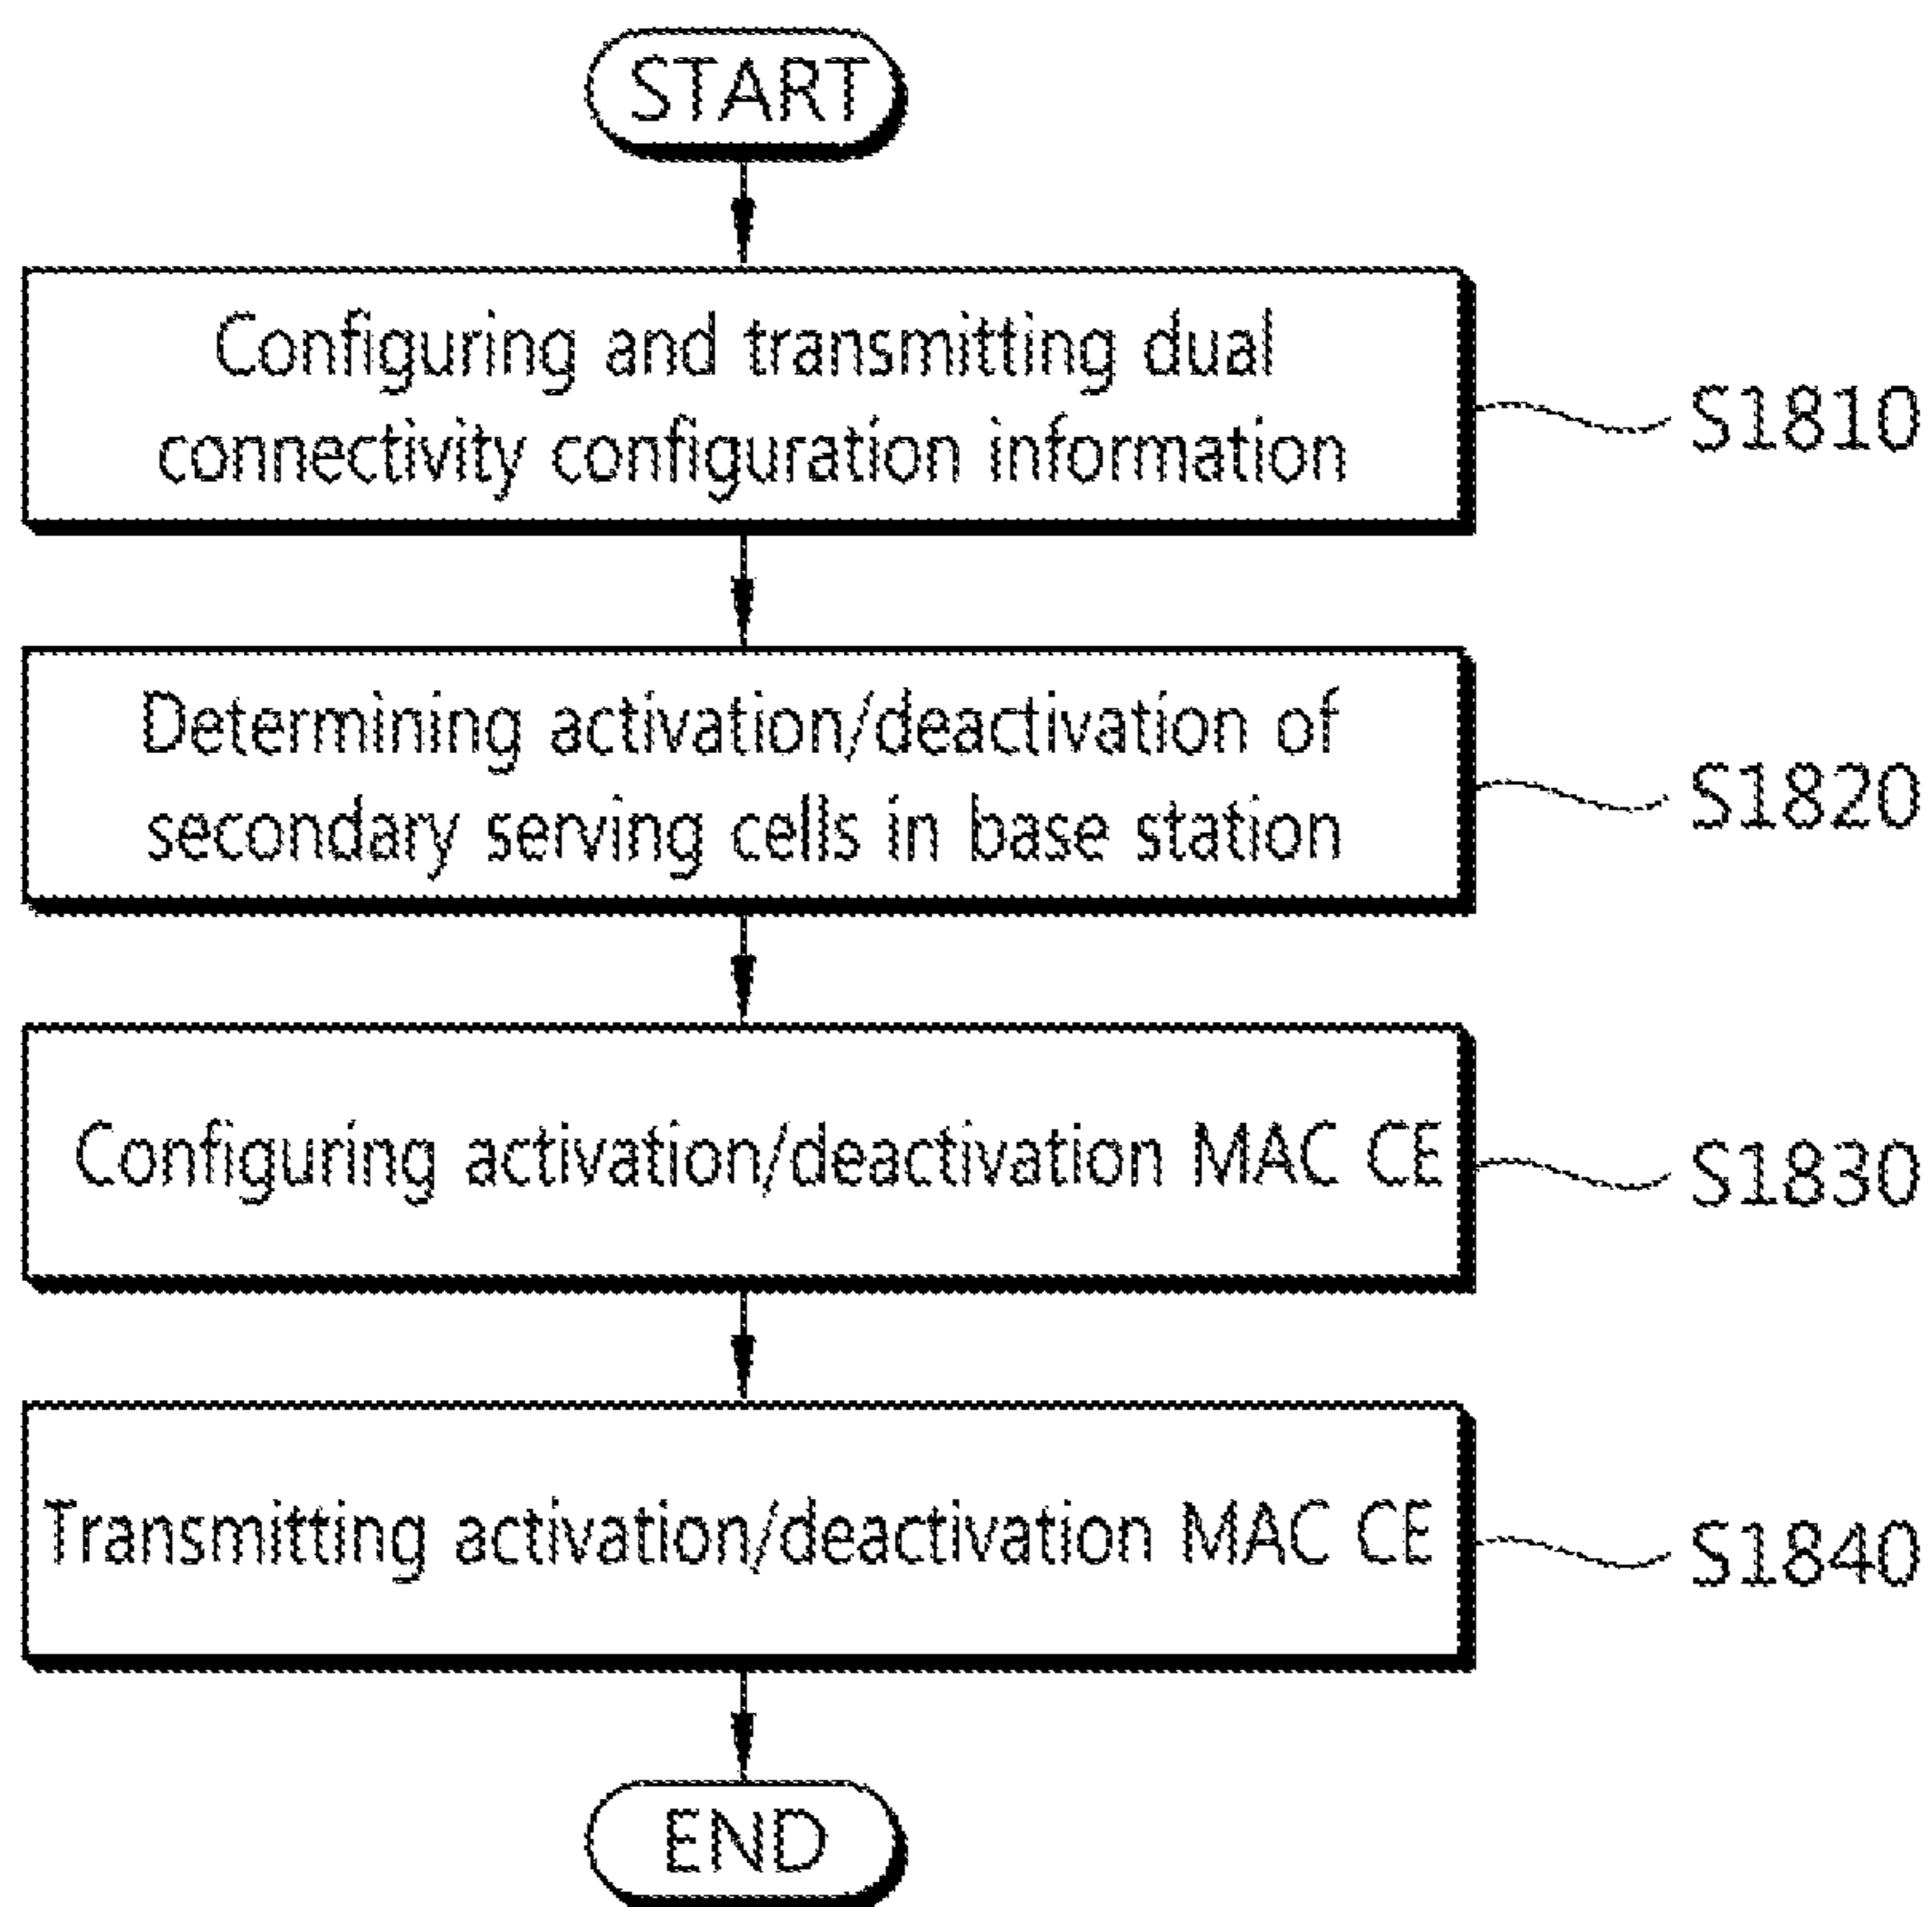 START
Configuring and transmitting dual
connectivity configuration information
S1810
Determining activation/deactivation of
secondary serving cells in base station
S1820
Configuring activation/deactivation MAC CE
S1830
Transmitting activation/deactivation MAC CE
S1840
END